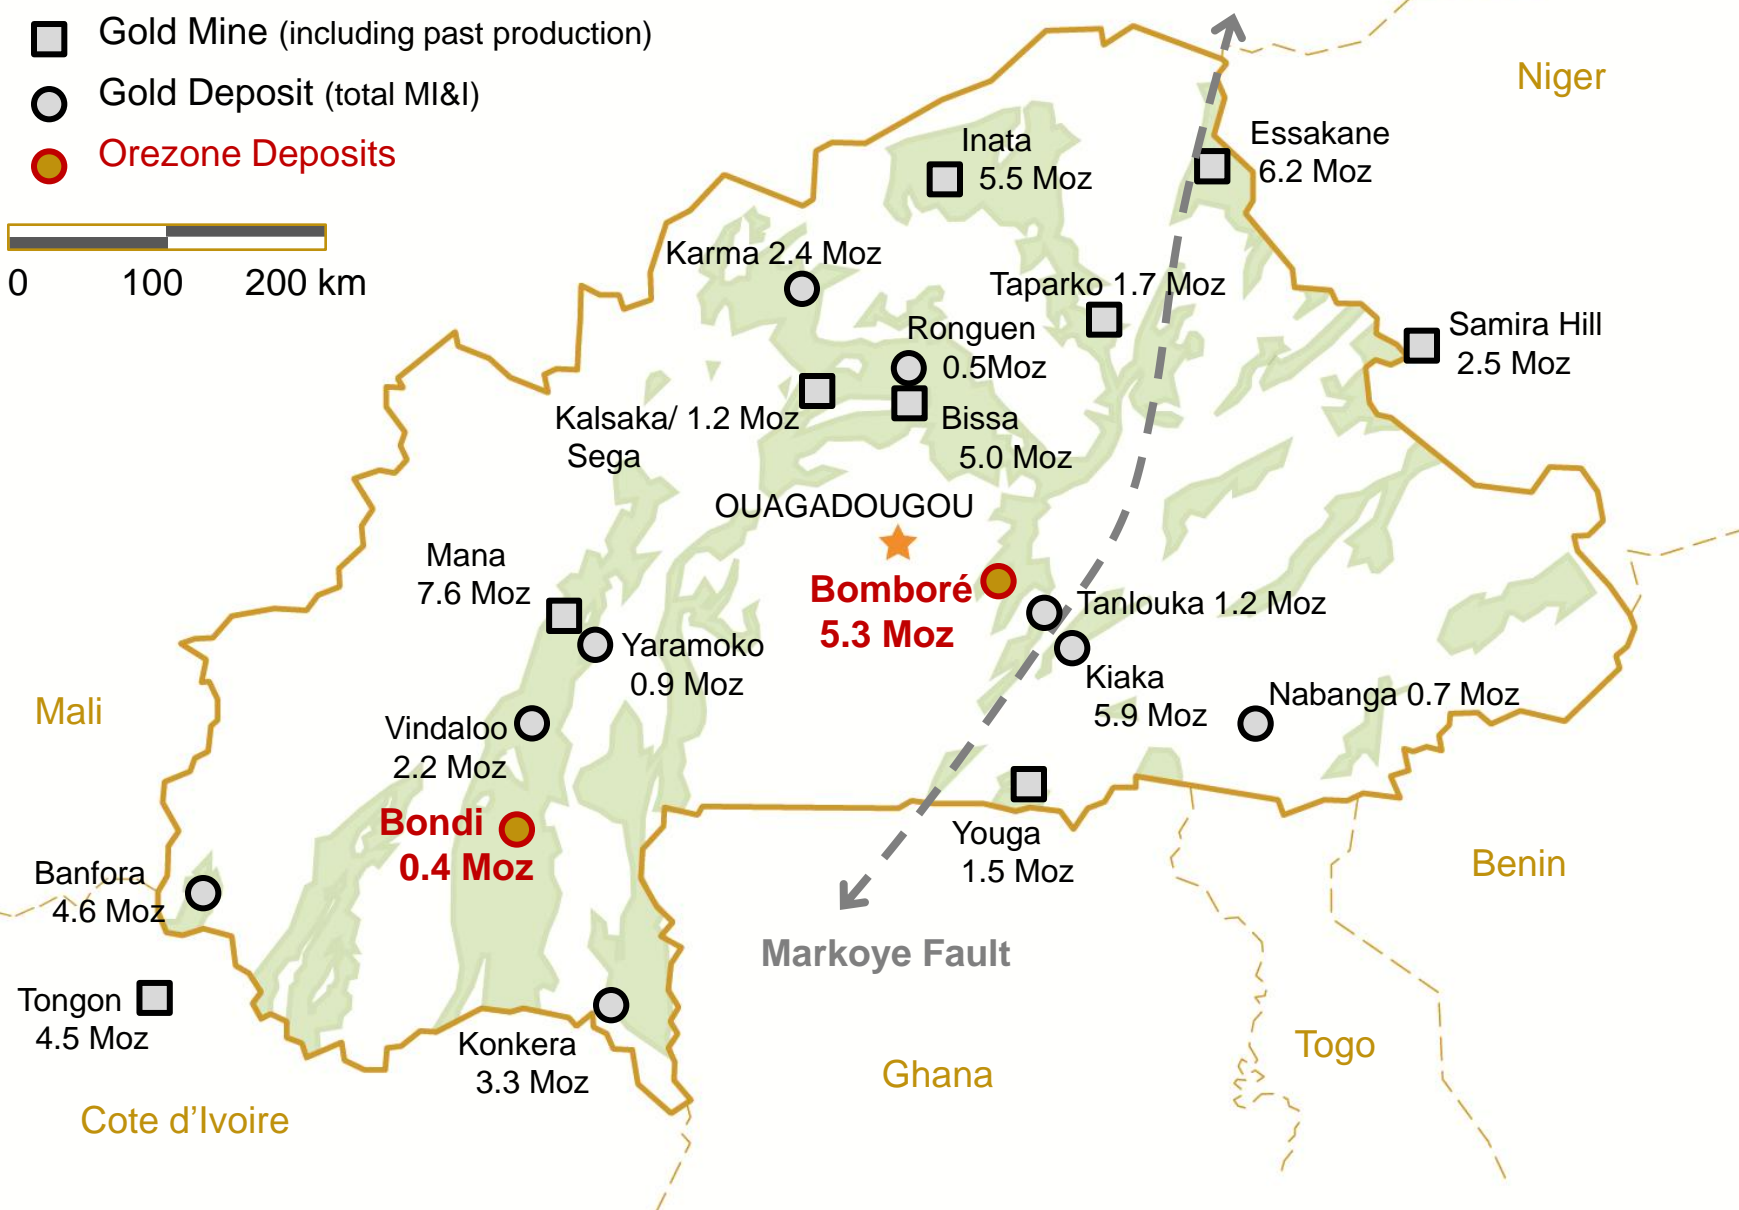 Gold Mine (including past production)
Gold Deposit (total MI&I)
Orezone Deposits
0 100 200 km
Niger
Essakane
6.2 Moz
Inata
5.5 Moz
Karma 2.4 Moz
Taparko 1.7 Moz
Samira Hill
2.5 Moz
Ronguen
0.5Moz
Kalsaka/ 1.2 Moz
Sega
Bissa
5.0 Moz
OUAGADOUGOU
Mana
7.6 Moz
Bomboré
5.3 Moz
Tanlouka 1.2 Moz
Yaramoko
0.9 Moz
Kiaka
5.9 Moz
Nabanga 0.7 Moz
Mali
Vindaloo
2.2 Moz
Bondi
0.4 Moz
Youga
1.5 Moz
Benin
Banfora
4.6 Moz
Markoye Fault
Tongon
4.5 Moz
Konkera
3.3 Moz
Togo
Ghana
Cote d'Ivoire